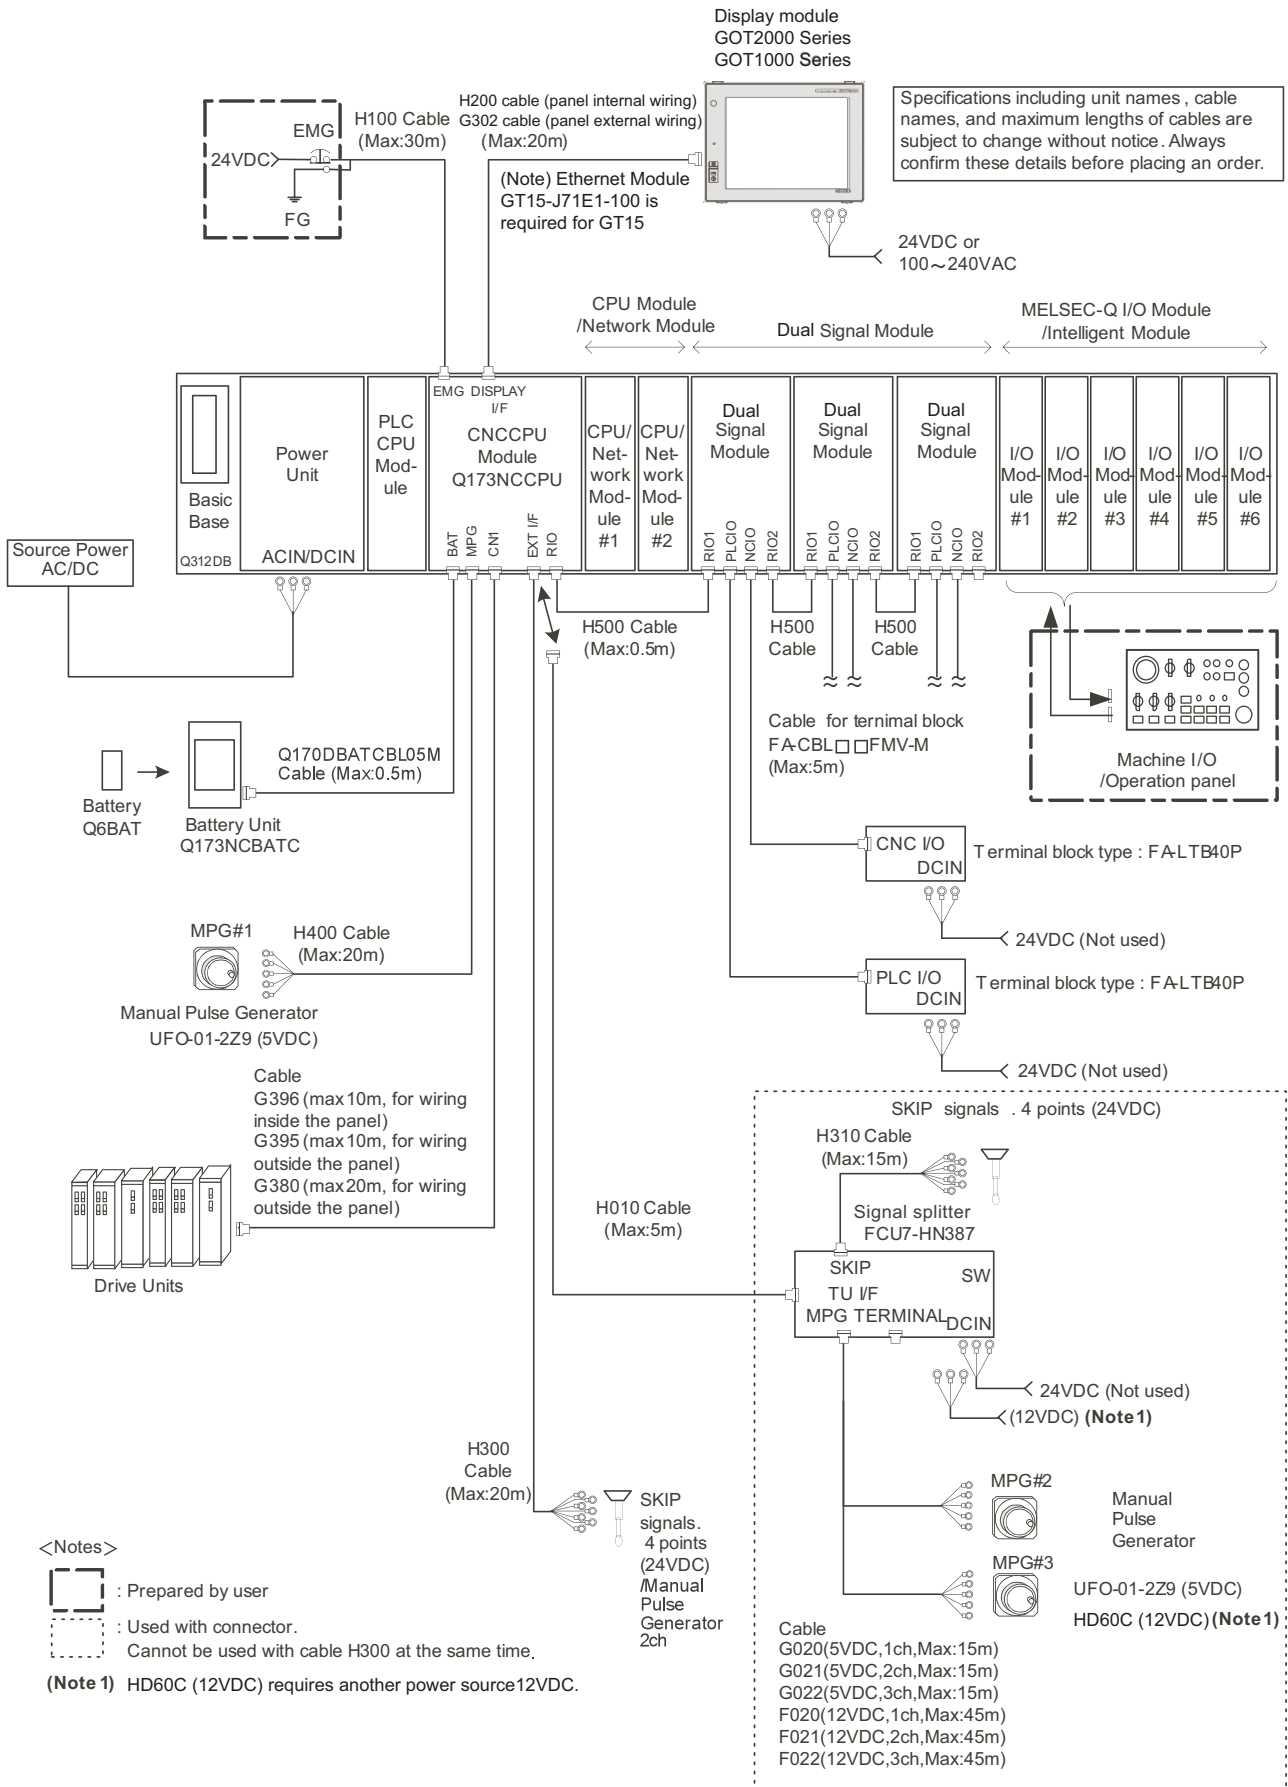 Display module
GOT2000 Series
GOT1000 Series
H200 cable (panel internal wiring)
G302 cable (panel external wiring)
(Max:20m)
H100 Cable
(Max:30m)
EMG
24VDC
FG
(Note) Ethernet Module
GT15-J71E1-100 is
required for GT15
Specifications including unit names , cable
names, and maximum lengths of cables are
subject to change without notice. Always
confirm these details before placing an order.
24VDC or
100～240VAC
CPU Module
/Network Module
Dual Signal Module
MELSEC-Q I/O Module
/Intelligent Module
Basic
Base
Q312DB
Power
Unit
ACIN/DCIN
PLC
CPU
Mod-
ule
EMG DISPLAY
I/F
CNCCPU
Module
Q173NCCPU
BAT
MPG
CN1
EXT I/F
RIO
CPU/
Net-
work
Mod-
ule
#1
CPU/
Net-
work
Mod-
ule
#2
Dual
Signal
Module
RIO1
PLCIO
NCIO
RIO2
Dual
Signal
Module
RIO1
PLCIO
NCIO
RIO2
Dual
Signal
Module
RIO1
PLCIO
NCIO
RIO2
I/O
Mod-
ule
#1
I/O
Mod-
ule
#2
I/O
Mod-
ule
#3
I/O
Mod-
ule
#4
I/O
Mod-
ule
#5
I/O
Mod-
ule
#6
Source Power
AC/DC
H500 Cable
(Max:0.5m)
H500
Cable
H500
Cable
Cable for ternimal block
FA-CBL□□FMV-M
(Max:5m)
Machine I/O
/Operation panel
Q170DBATCBL05M
Cable (Max:0.5m)
Battery
Q6BAT
Battery Unit
Q173NCBATC
CNC I/O
DCIN
Terminal block type : FA-LTB40P
24VDC (Not used)
MPG#1
H400 Cable
(Max:20m)
Manual Pulse Generator
UFO-01-2Z9 (5VDC)
PLC I/O
DCIN
Terminal block type : FA-LTB40P
24VDC (Not used)
Cable
G396 (max 10m, for wiring
inside the panel)
G395 (max 10m, for wiring
outside the panel)
G380 (max 20m, for wiring
outside the panel)
Drive Units
H010 Cable
(Max:5m)
SKIP signals . 4 points (24VDC)
H310 Cable
(Max:15m)
Signal splitter
FCU7-HN387
SKIP
SW
TU I/F
MPG TERMINAL
DCIN
24VDC (Not used)
(12VDC) (Note 1)
H300
Cable
(Max:20m)
SKIP
signals.
4 points
(24VDC)
/Manual
Pulse
Generator
2ch
MPG#2
Manual
Pulse
Generator
MPG#3
UFO-01-2Z9 (5VDC)
HD60C (12VDC) (Note 1)
Cable
G020(5VDC,1ch,Max:15m)
G021(5VDC,2ch,Max:15m)
G022(5VDC,3ch,Max:15m)
F020(12VDC,1ch,Max:45m)
F021(12VDC,2ch,Max:45m)
F022(12VDC,3ch,Max:45m)
<Notes>
: Prepared by user
: Used with connector.
Cannot be used with cable H300 at the same time.
(Note 1) HD60C (12VDC) requires another power source12VDC.